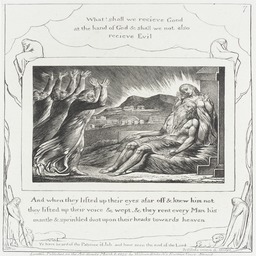 What! shall we recieve Good
at the hand of God & shall we not also
recieve Evil
7
And when they lifted up their eyes afar off & knew him not
they lifted up their voice & wept, & they rent every Man his
mantle & sprinkled dust upon their heads towards heaven
Ye have heard of the Patience of Job and have seen the end of the Lord